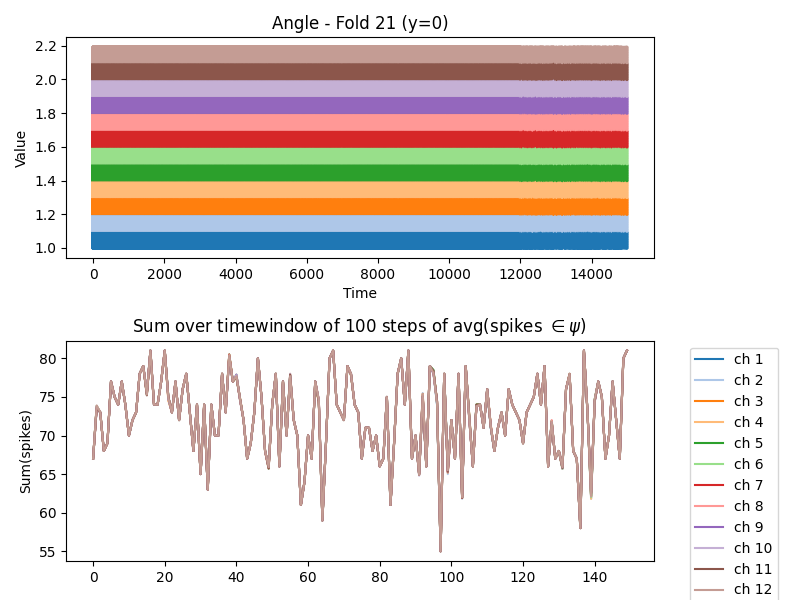 Angle - Fold 21 (y=0)
Value
2.2
2.0
1.8
1.6
1.4
1.2
1.0
0 2000 4000 6000 8000 10000 12000 14000
Time
Sum over timewindow of 100 steps of avg(spikes ∈ ψ)
Sum(spikes)
80
75
70
65
60
55
0 20 40 60 80 100 120 140
ch 1
ch 2
ch 3
ch 4
ch 5
ch 6
ch 7
ch 8
ch 9
ch 10
ch 11
ch 12